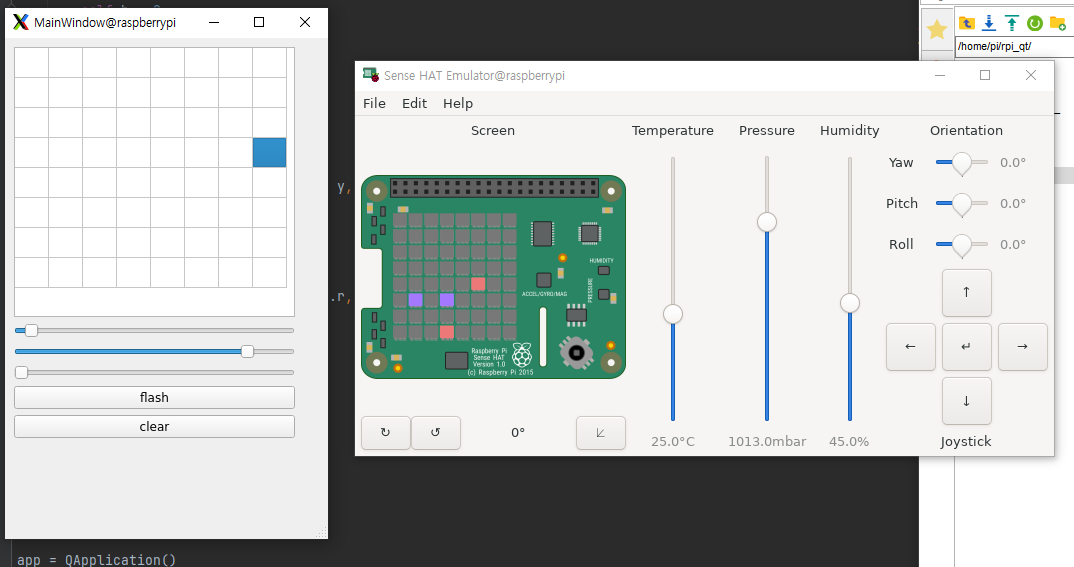 MainWindow@raspberrypi
flash
clear
y,
.r,
app = QApplication()
/home/pi/rpi_qt/
Sense HAT Emulator@raspberrypi
File Edit Help
Screen Temperature Pressure Humidity Orientation
Yaw 0.0°
Pitch 0.0°
Roll 0.0°
HUMIDITY
PRESSURE
ACCEL/GYRO/MAG
Raspberry Pi
Sense HAT
Version 1.0
(c) Raspberry Pi 2015
↑
← ↵ →
↓
↻ ↺ 0°
25.0°C 1013.0mbar 45.0% Joystick